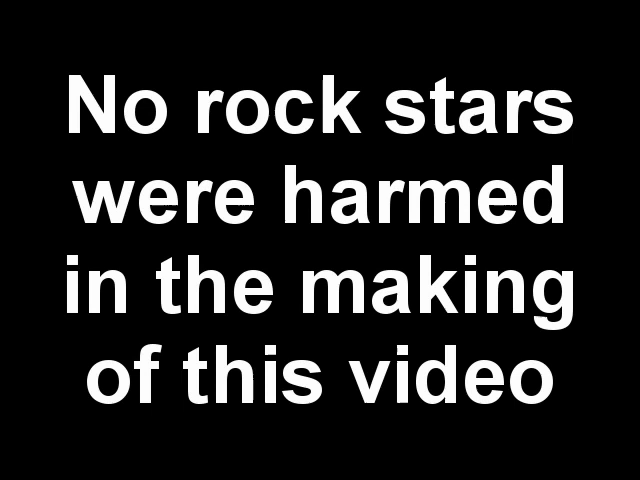 No rock stars
were harmed
in the making
of this video